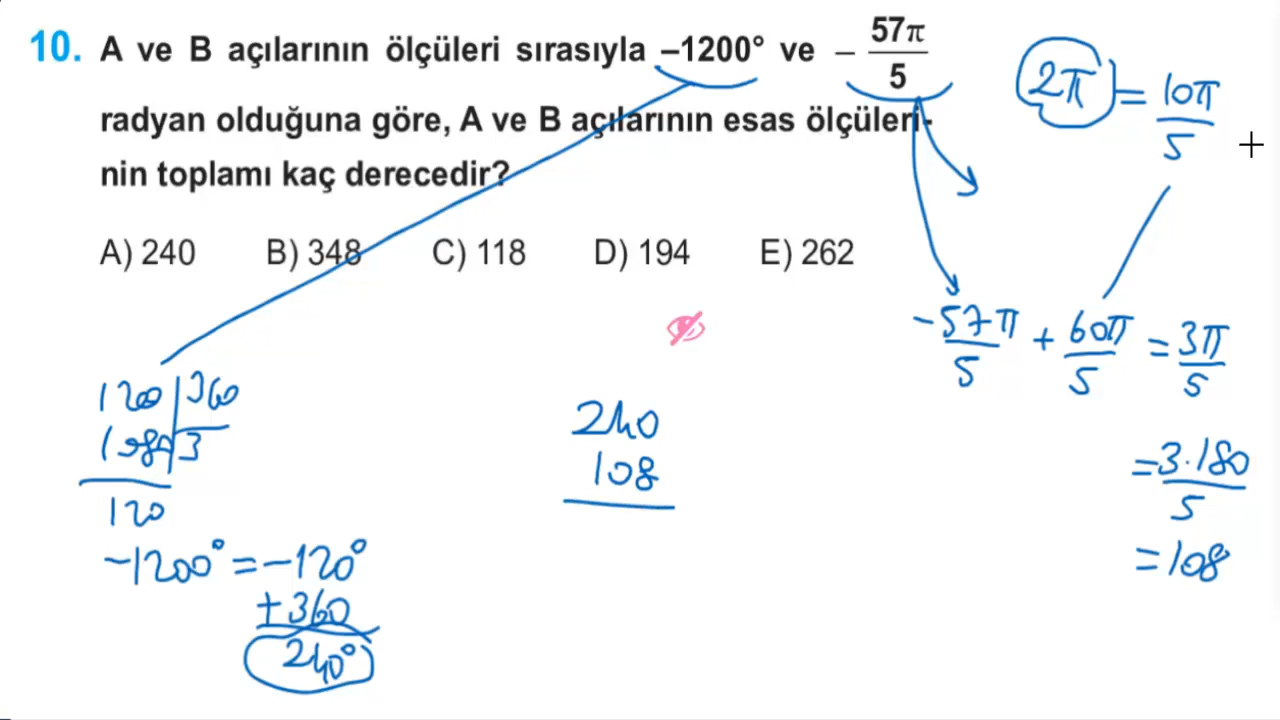 10. A ve B açılarının ölçüleri sırasıyla –1200° ve – 57π/5
radyan olduğuna göre, A ve B açılarının esas ölçüleri-
nin toplamı kaç derecedir?
A) 240 B) 348 C) 118 D) 194 E) 262
2π = 10π/5
-57π/5 + 60π/5 = 3π/5
= 3.180/5
= 108
1200 | 360
1080 | 3
120
-1200° = -120°
+360
240°
240
108